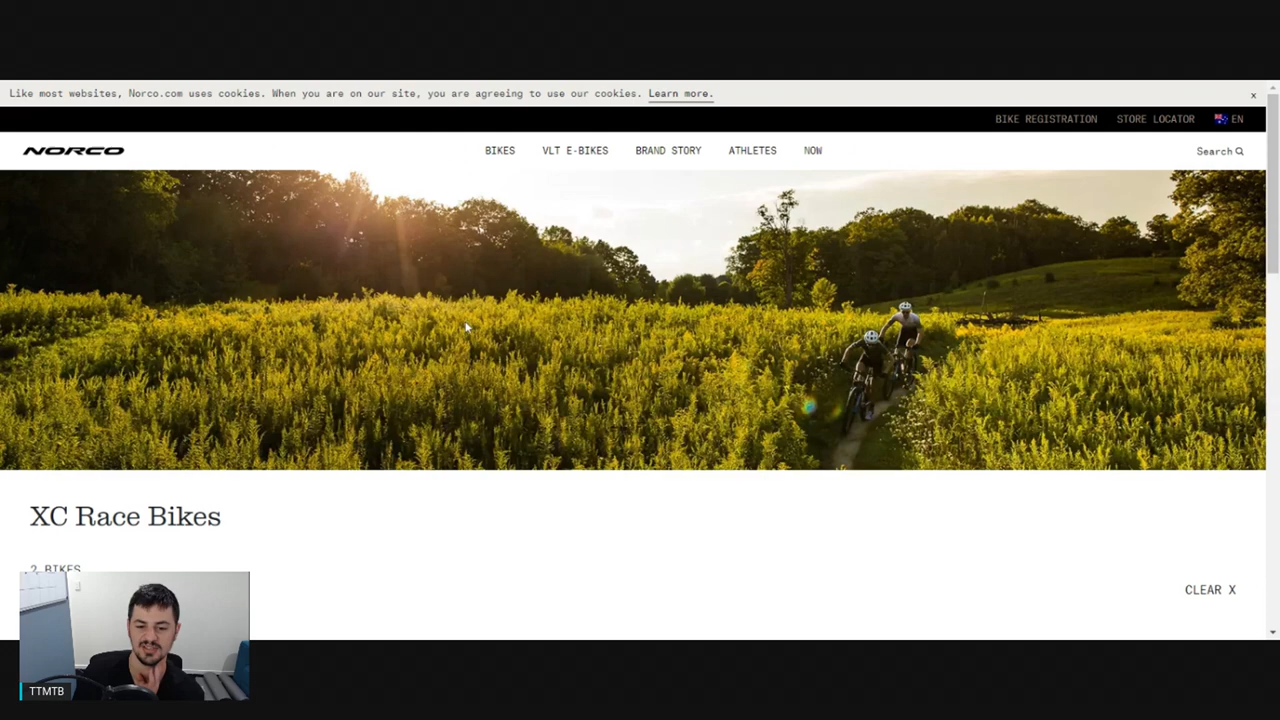 Like most websites, Norco.com uses cookies. When you are on our site, you are agreeing to use our cookies. Learn more. x
BIKE REGISTRATION STORE LOCATOR EN
NORCO BIKES VLT E-BIKES BRAND STORY ATHLETES NOW Search
XC Race Bikes
2 BIKES
CLEAR X
TTMTB